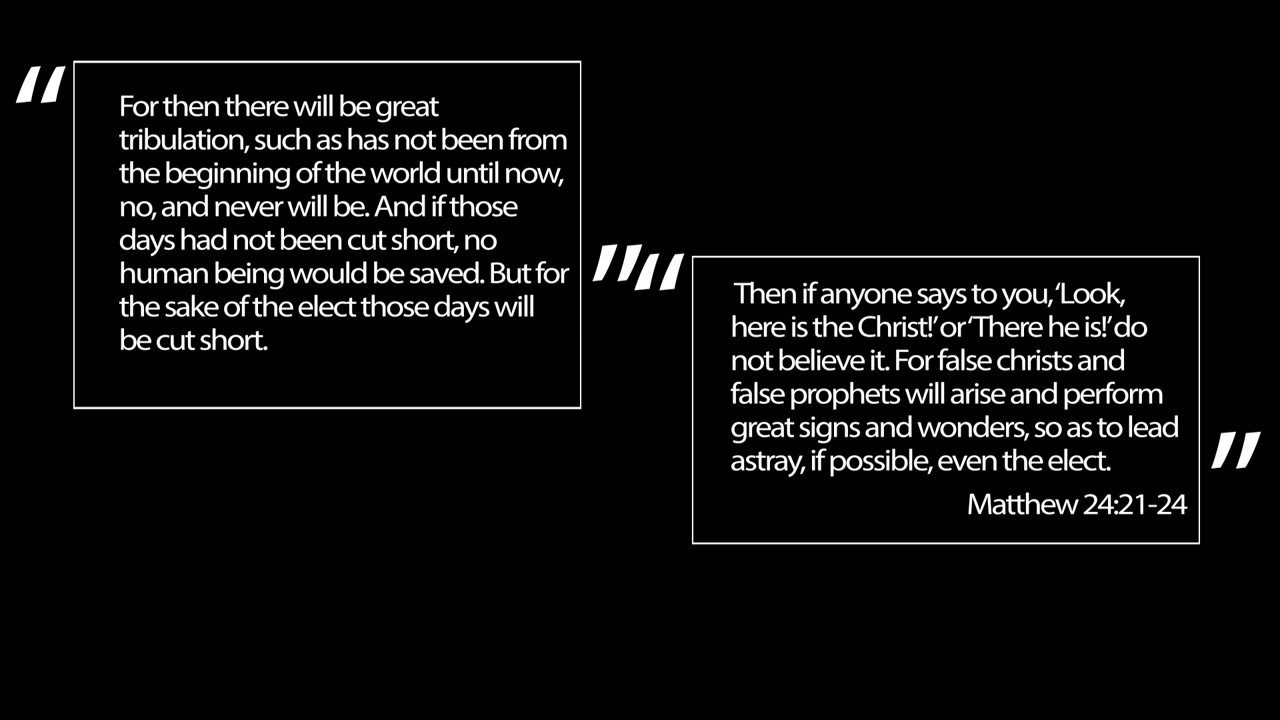 “
For then there will be great
tribulation, such as has not been from
the beginning of the world until now,
no, and never will be. And if those
days had not been cut short, no
human being would be saved. But for
the sake of the elect those days will
be cut short.
”
“
Then if anyone says to you, ‘Look,
here is the Christ!’ or ‘There he is!’ do
not believe it. For false christs and
false prophets will arise and perform
great signs and wonders, so as to lead
astray, if possible, even the elect.
”
Matthew 24:21-24